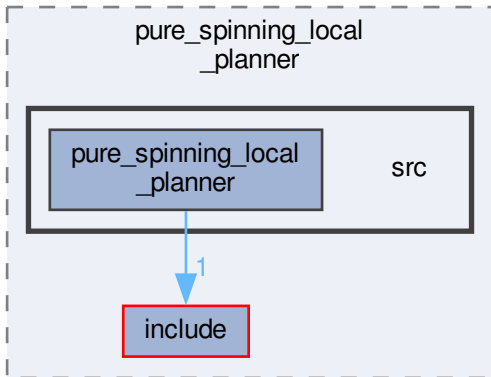 pure_spinning_local
_planner
pure_spinning_local
_planner
src
1
include